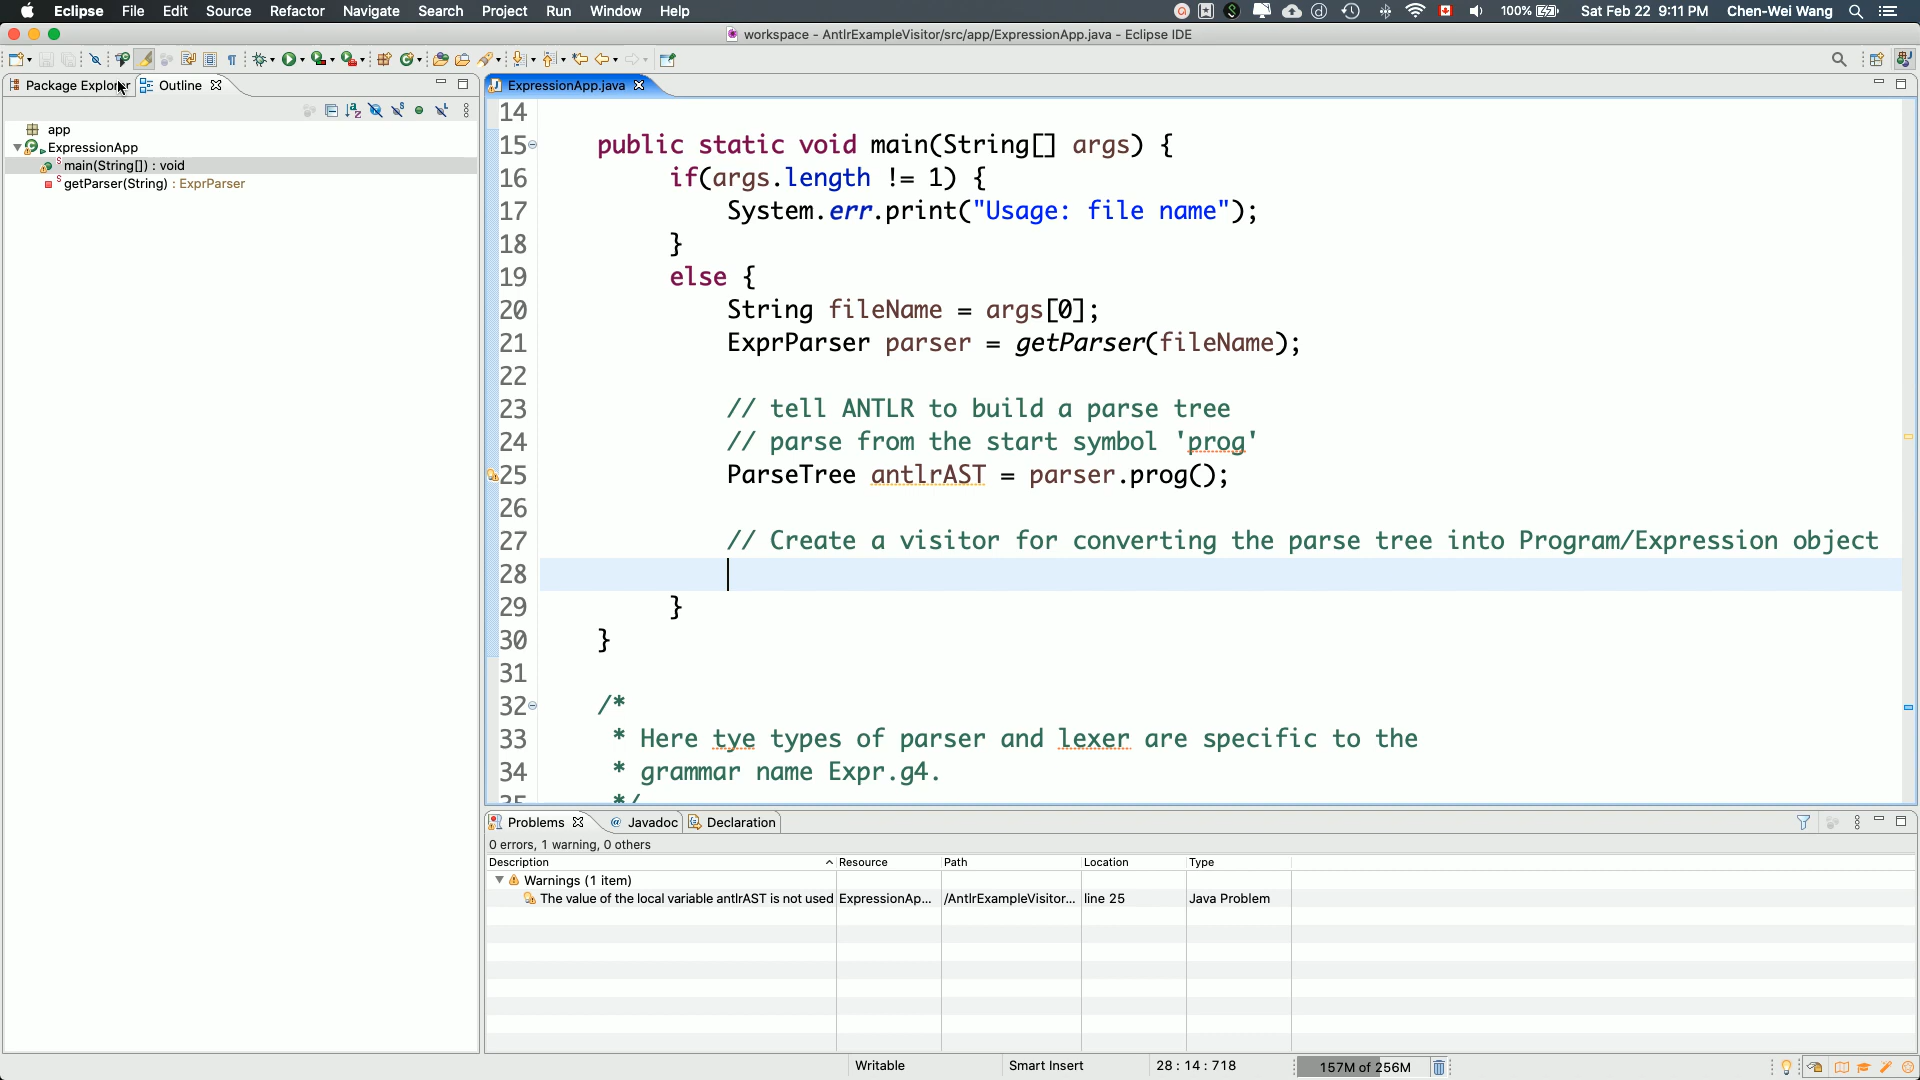 Eclipse File Edit Source Refactor Navigate Search Project Run Window Help 100% Sat Feb 22 9:11 PM Chen-Wei Wang
workspace - AntlrExampleVisitor/src/app/ExpressionApp.java - Eclipse IDE
Package Explorer Outline
app
ExpressionApp
main(String[]) : void
getParser(String) : ExprParser
ExpressionApp.java
14
15 public static void main(String[] args) {
16 if(args.length != 1) {
17 System.err.print("Usage: file name");
18 }
19 else {
20 String fileName = args[0];
21 ExprParser parser = getParser(fileName);
22
23 // tell ANTLR to build a parse tree
24 // parse from the start symbol 'prog'
25 ParseTree antlrAST = parser.prog();
26
27 // Create a visitor for converting the parse tree into Program/Expression object
28
29 }
30 }
31
32 /*
33 * Here tye types of parser and lexer are specific to the
34 * grammar name Expr.g4.
35 */
Problems @ Javadoc Declaration
0 errors, 1 warning, 0 others
Description Resource Path Location Type
Warnings (1 item)
The value of the local variable antlrAST is not used ExpressionAp... /AntlrExampleVisitor... line 25 Java Problem
Writable Smart Insert 28 : 14 : 718 157M of 256M